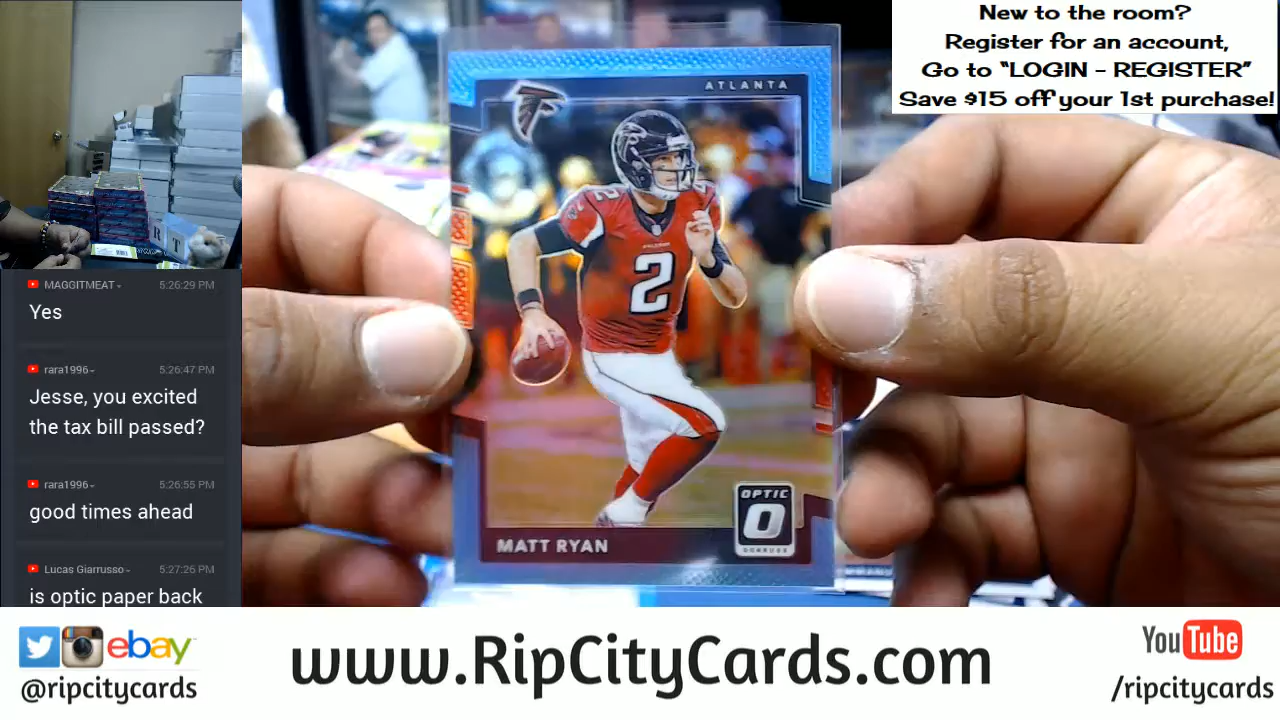 New to the room?
Register for an account,
Go to "LOGIN - REGISTER"
Save $15 off your 1st purchase!
ATLANTA
2
OPTIC
O
DONRUSS
MATT RYAN
R T
MAGGITMEAT 5:26:29 PM
Yes
rara1996 5:26:47 PM
Jesse, you excited
the tax bill passed?
rara1996 5:26:55 PM
good times ahead
Lucas Giarrusso 5:27:26 PM
is optic paper back
ebay
@ripcitycards
www.RipCityCards.com
YouTube
/ripcitycards